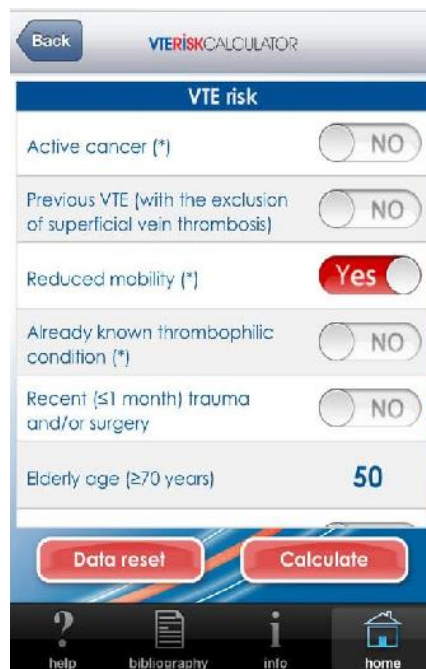 Back
VTERISKCALCULATOR
VTE risk
Active cancer (*)
NO
Previous VTE (with the exclusion
of superficial vein thrombosis)
NO
Reduced mobility (*)
Yes
Already known thrombophilic
condition (*)
NO
Recent (≤1 month) trauma
and/or surgery
NO
Elderly age (≥70 years)
50
Data reset
Calculate
?
help
bibliography
i
info
home